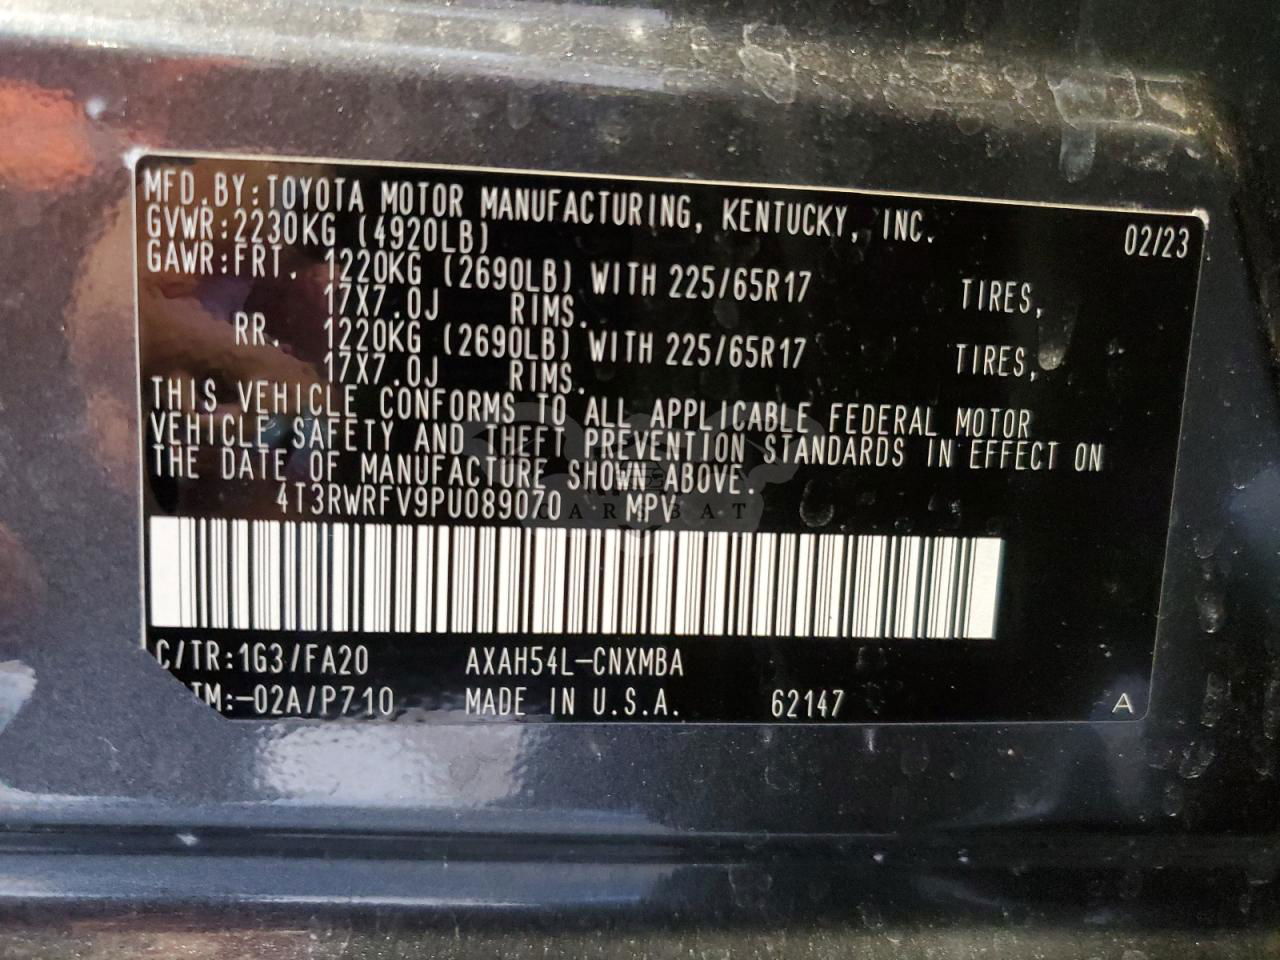 MFD.BY:TOYOTA MOTOR MANUFACTURING, KENTUCKY, INC.
GVWR:2230KG (4920LB) 02/23
GAWR:FRT. 1220KG (2690LB) WITH 225/65R17 TIRES,
17X7.0J RIMS.
RR. 1220KG (2690LB) WITH 225/65R17 TIRES,
17X7.0J RIMS.
THIS VEHICLE CONFORMS TO ALL APPLICABLE FEDERAL MOTOR
VEHICLE SAFETY AND THEFT PREVENTION STANDARDS IN EFFECT ON
THE DATE OF MANUFACTURE SHOWN ABOVE.
4T3RWRFV9PU089070 MPV
CARSBAT
C/TR:1G3/FA20 AXAH54L-CNXMBA
TM:-02A/P710 MADE IN U.S.A. 62147 A